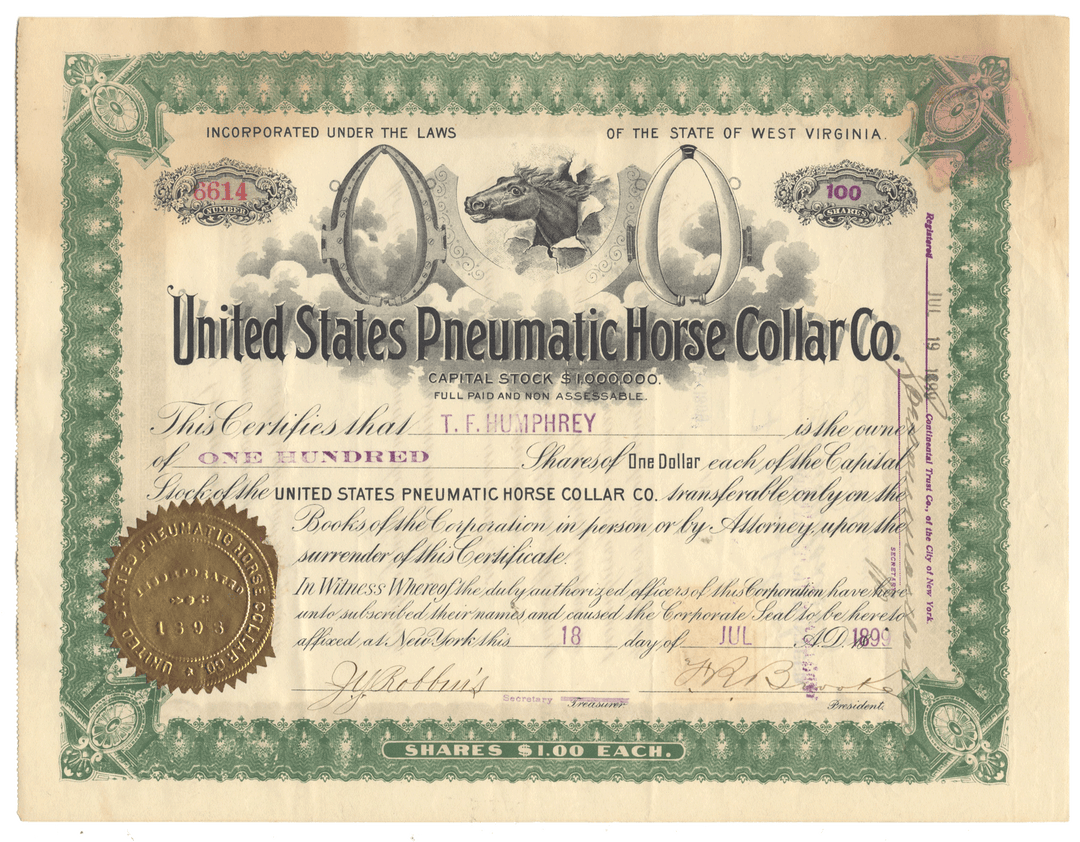 INCORPORATED UNDER THE LAWS OF THE STATE OF WEST VIRGINIA.
6614
NUMBER
100
SHARES
United States Pneumatic Horse Collar Co.
CAPITAL STOCK $1,000,000.
FULL PAID AND NON ASSESSABLE.
This Certifies that T. F. HUMPHREY is the owner
of ONE HUNDRED Shares of One Dollar each of the Capital
Stock of the UNITED STATES PNEUMATIC HORSE COLLAR CO. transferable only on the
Books of the Corporation in person or by Attorney, upon the
surrender of this Certificate.
In Witness Whereof the duly authorized officers of this Corporation have here
unto subscribed their names and caused the Corporate Seal to be hereto
affixed at New York this 18 day of JUL A.D. 1899
Secretary Treasurer
President.
SHARES $1.00 EACH.
UNITED STATES PNEUMATIC HORSE COLLAR CO.
INCORPORATED
1898
Registered JUL 19 1899 Continental Trust Co., of the City of New York.
SECRETARY